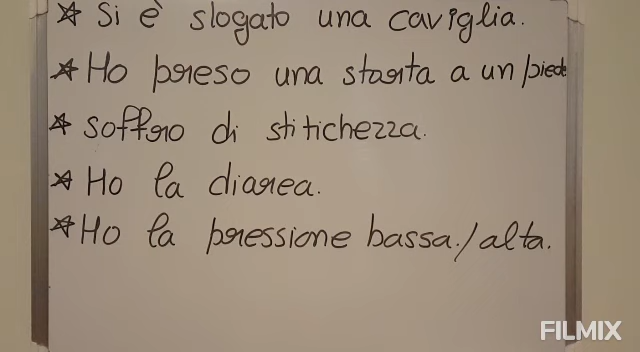 ☆ Si è slogato una caviglia.
☆ Ho preso una storta a un piede
☆ Soffro di stitichezza.
☆ Ho la diarea.
☆ Ho la pressione bassa./alta.
FILMIX